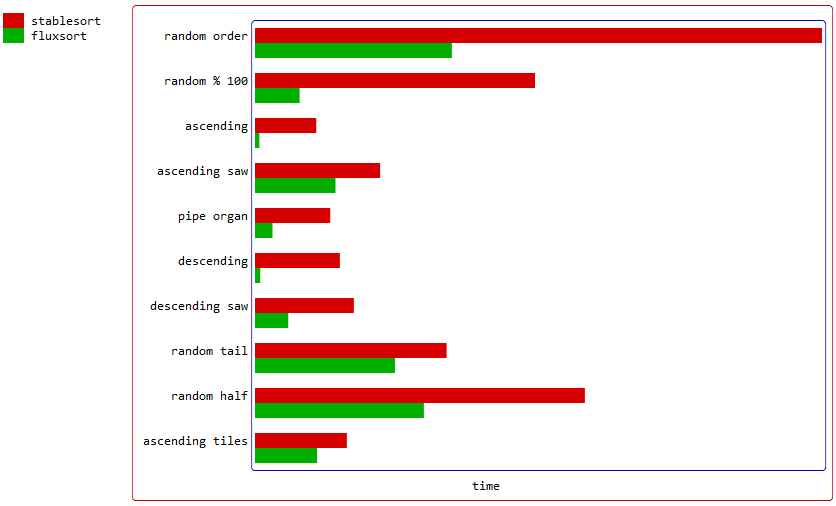 stablesort
fluxsort
random order
random % 100
ascending
ascending saw
pipe organ
descending
descending saw
random tail
random half
ascending tiles
time